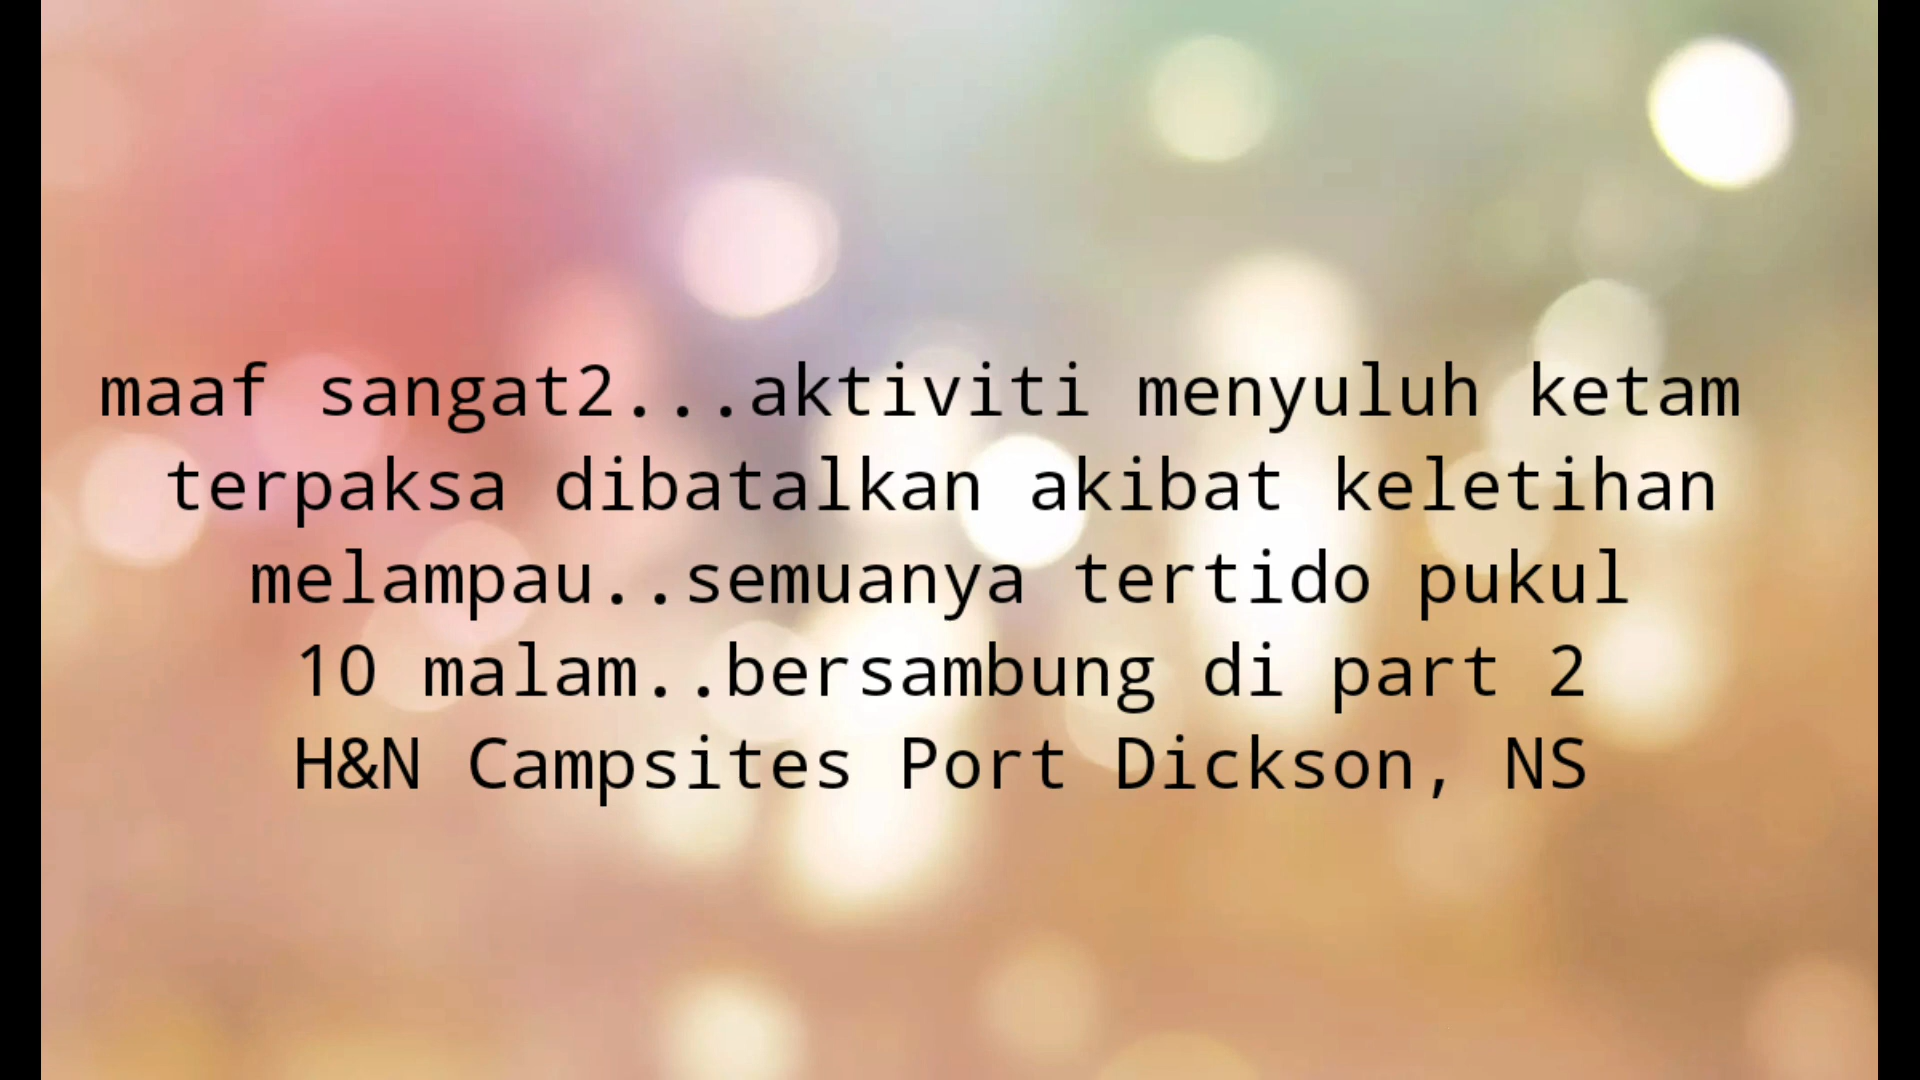 maaf sangat2...aktiviti menyuluh ketam
terpaksa dibatalkan akibat keletihan
melampau..semuanya tertido pukul
10 malam..bersambung di part 2
H&N Campsites Port Dickson, NS